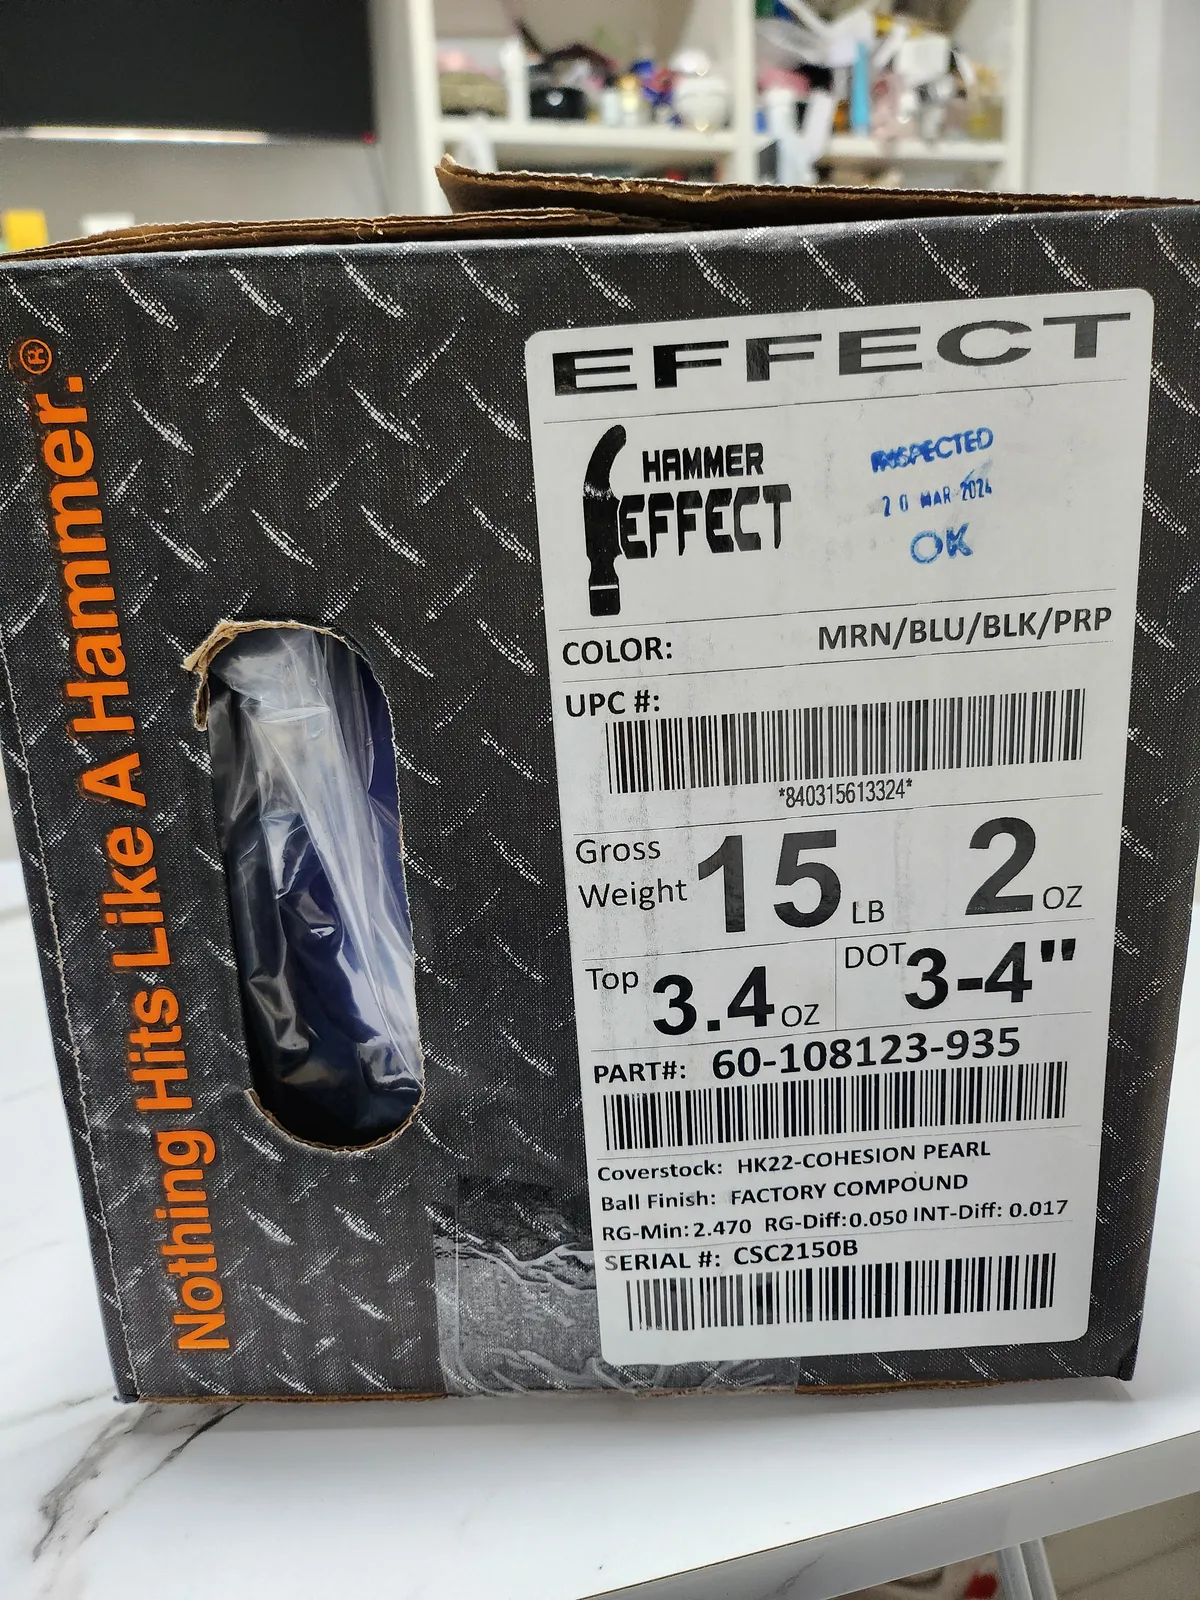 Nothing Hits Like A Hammer.®
EFFECT
HAMMER
EFFECT
INSPECTED
20 MAR 2024
OK
COLOR: MRN/BLU/BLK/PRP
UPC #:
*840315613324*
Gross Weight 15 LB 2 OZ
Top 3.4 OZ DOT 3-4"
PART#: 60-108123-935
Coverstock: HK22-COHESION PEARL
Ball Finish: FACTORY COMPOUND
RG-Min: 2.470 RG-Diff: 0.050 INT-Diff: 0.017
SERIAL #: CSC2150B